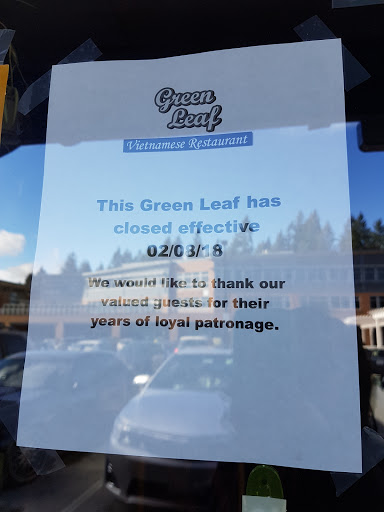 Green
Leaf
Vietnamese Restaurant
This Green Leaf has
closed effective
02/08/18
We would like to thank our
valued guests for their
years of loyal patronage.